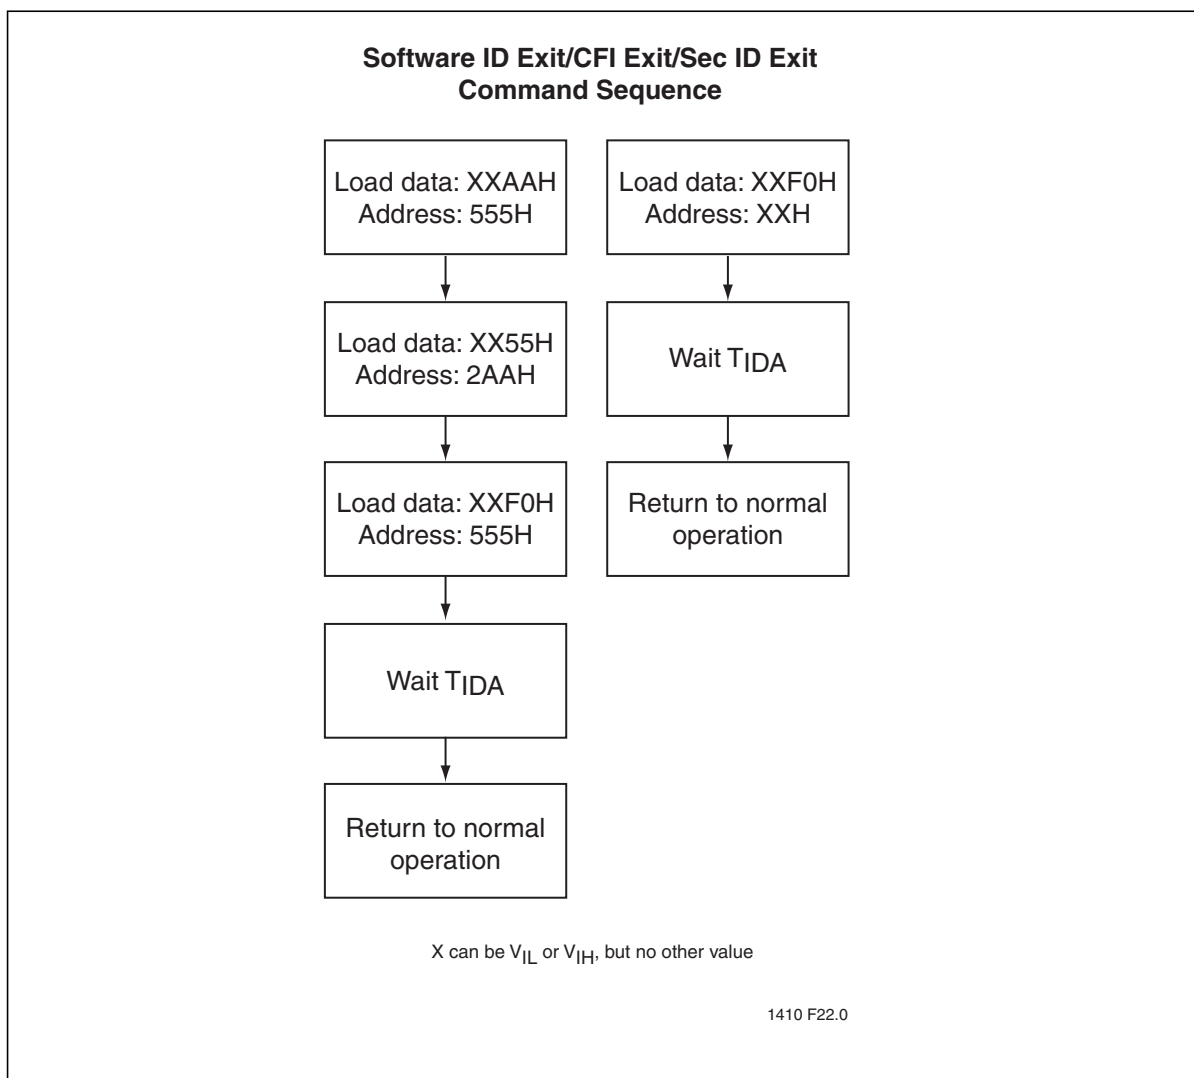 Software ID Exit/CFI Exit/Sec ID Exit
Command Sequence
Load data: XXAAH
Address: 555H
Load data: XX55H
Address: 2AAH
Load data: XXF0H
Address: 555H
Wait TIDA
Return to normal
operation
Load data: XXF0H
Address: XXH
Wait TIDA
Return to normal
operation
X can be VIL or VIH, but no other value
1410 F22.0